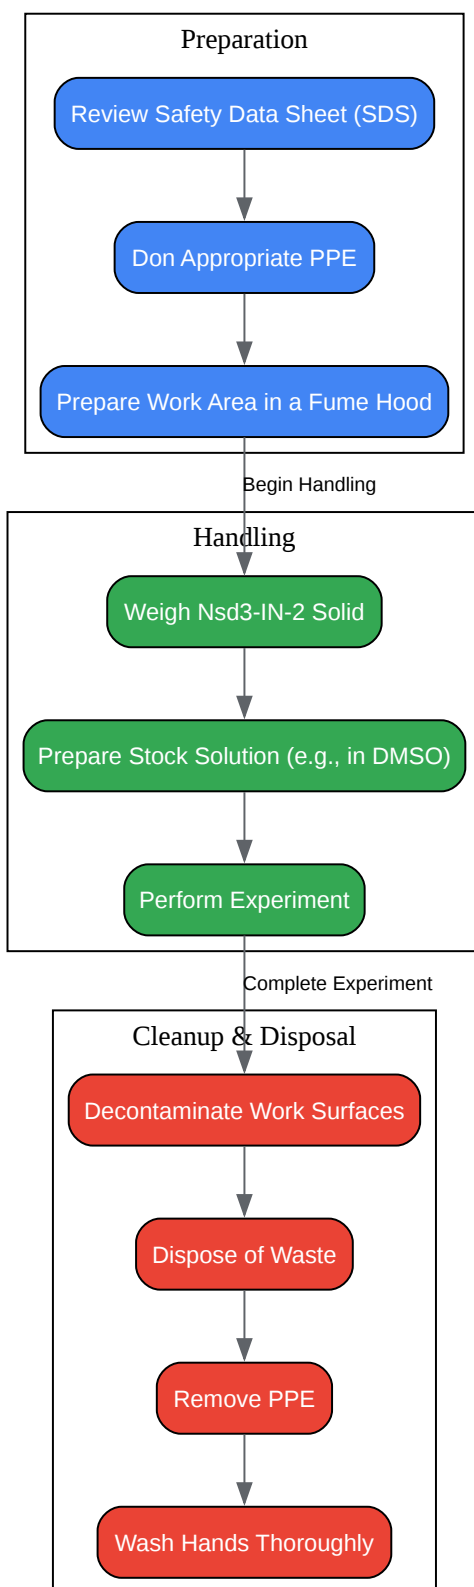 Preparation
Review Safety Data Sheet (SDS)
Don Appropriate PPE
Prepare Work Area in a Fume Hood
Begin Handling
Handling
Weigh Nsd3-IN-2 Solid
Prepare Stock Solution (e.g., in DMSO)
Perform Experiment
Complete Experiment
Cleanup & Disposal
Decontaminate Work Surfaces
Dispose of Waste
Remove PPE
Wash Hands Thoroughly